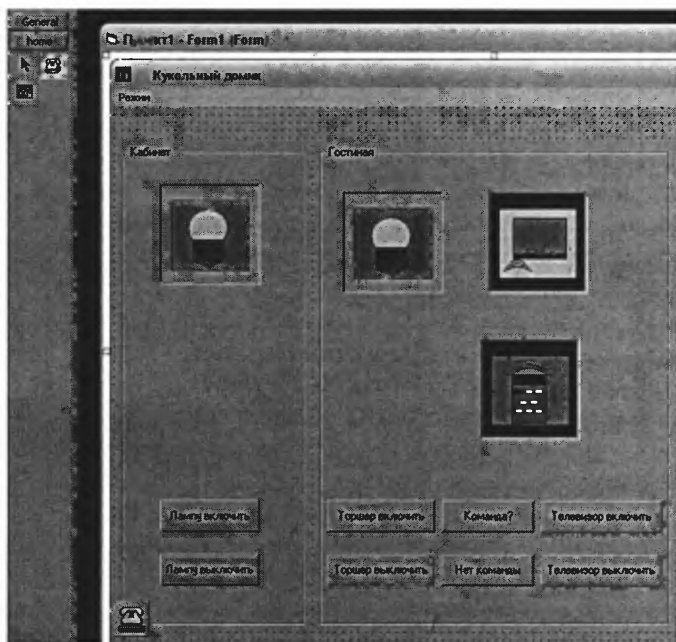 General
home
Проект1 - Form1 (Form)
Кукольный домик
Режим
Кабинет
Гостиная
Лампу включить
Торшер включить
Команда?
Телевизор включить
Лампу выключить
Торшер выключить
Нет команды
Телевизор выключить